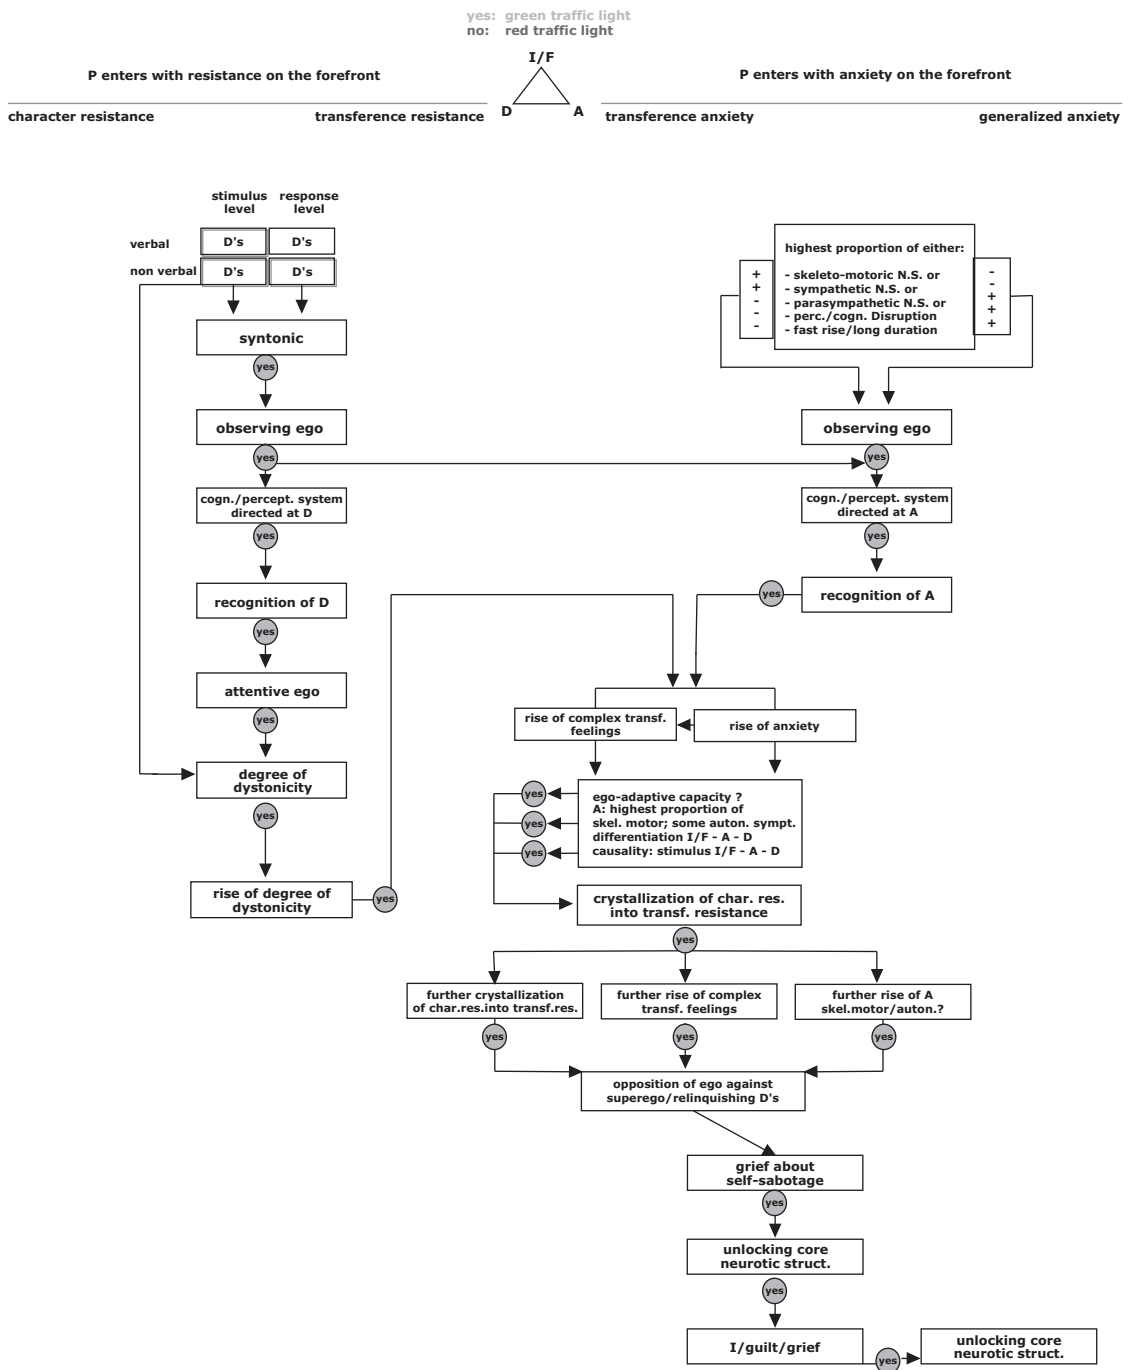 yes: green traffic light
no: red traffic light
I/F
P enters with resistance on the forefront
P enters with anxiety on the forefront
D
A
character resistance
transference resistance
transference anxiety
generalized anxiety
stimulus
level
response
level
verbal
D's
D's
non verbal
D's
D's
syntonic
yes
observing ego
yes
cogn./percept. system
directed at D
yes
recognition of D
yes
attentive ego
yes
degree of
dystonicity
yes
rise of degree of
dystonicity
yes
highest proportion of either:
+
- skeleto-motoric N.S. or
-
+
- sympathetic N.S. or
-
-
- parasympathetic N.S. or
+
-
- perc./cogn. Disruption
+
-
- fast rise/long duration
+
observing ego
yes
cogn./percept. system
directed at A
yes
recognition of A
yes
rise of complex transf.
feelings
rise of anxiety
yes
yes
yes
ego-adaptive capacity ?
A: highest proportion of
skel. motor; some auton. sympt.
differentiation I/F - A - D
causality: stimulus I/F - A - D
crystallization of char. res.
into transf. resistance
yes
further crystallization
of char.res.into transf.res.
yes
further rise of complex
transf. feelings
yes
further rise of A
skel.motor/auton.?
yes
opposition of ego against
superego/relinquishing D's
grief about
self-sabotage
yes
unlocking core
neurotic struct.
yes
I/guilt/grief
yes
unlocking core
neurotic struct.